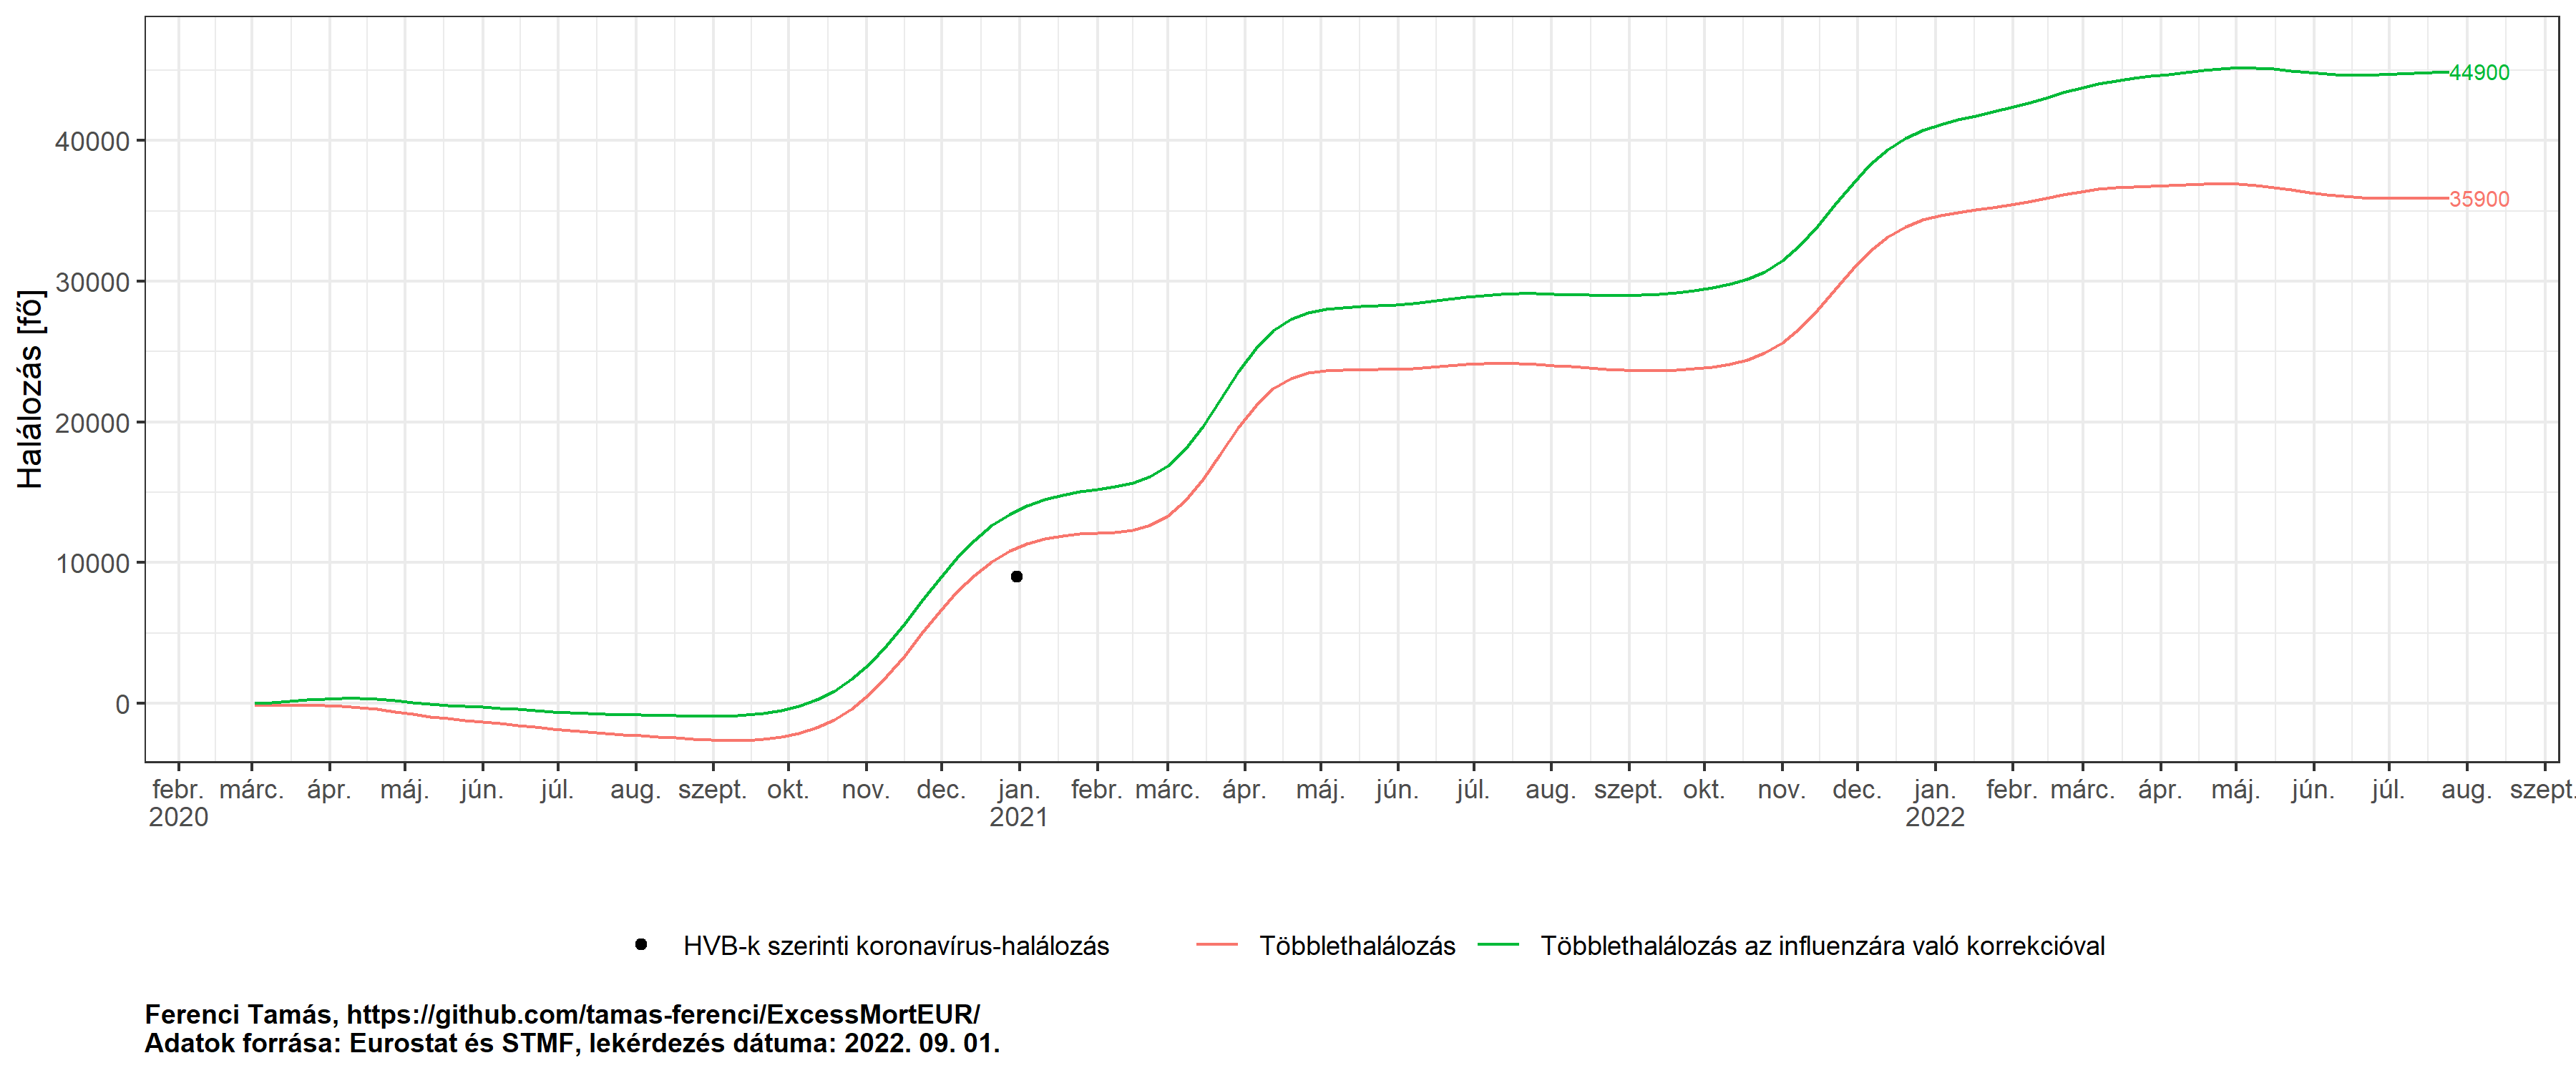 Halálozás [fő]
40000
30000
20000
10000
0
44900
35900
febr. márc. ápr. máj. jún. júl. aug. szept. okt. nov. dec. jan. febr. márc. ápr. máj. jún. júl. aug. szept. okt. nov. dec. jan. febr. márc. ápr. máj. jún. júl. aug. szept.
2020 2021 2022
HVB-k szerinti koronavírus-halálozás Többlethalálozás Többlethalálozás az influenzára való korrekcióval
Ferenci Tamás, https://github.com/tamas-ferenci/ExcessMortEUR/
Adatok forrása: Eurostat és STMF, lekérdezés dátuma: 2022. 09. 01.